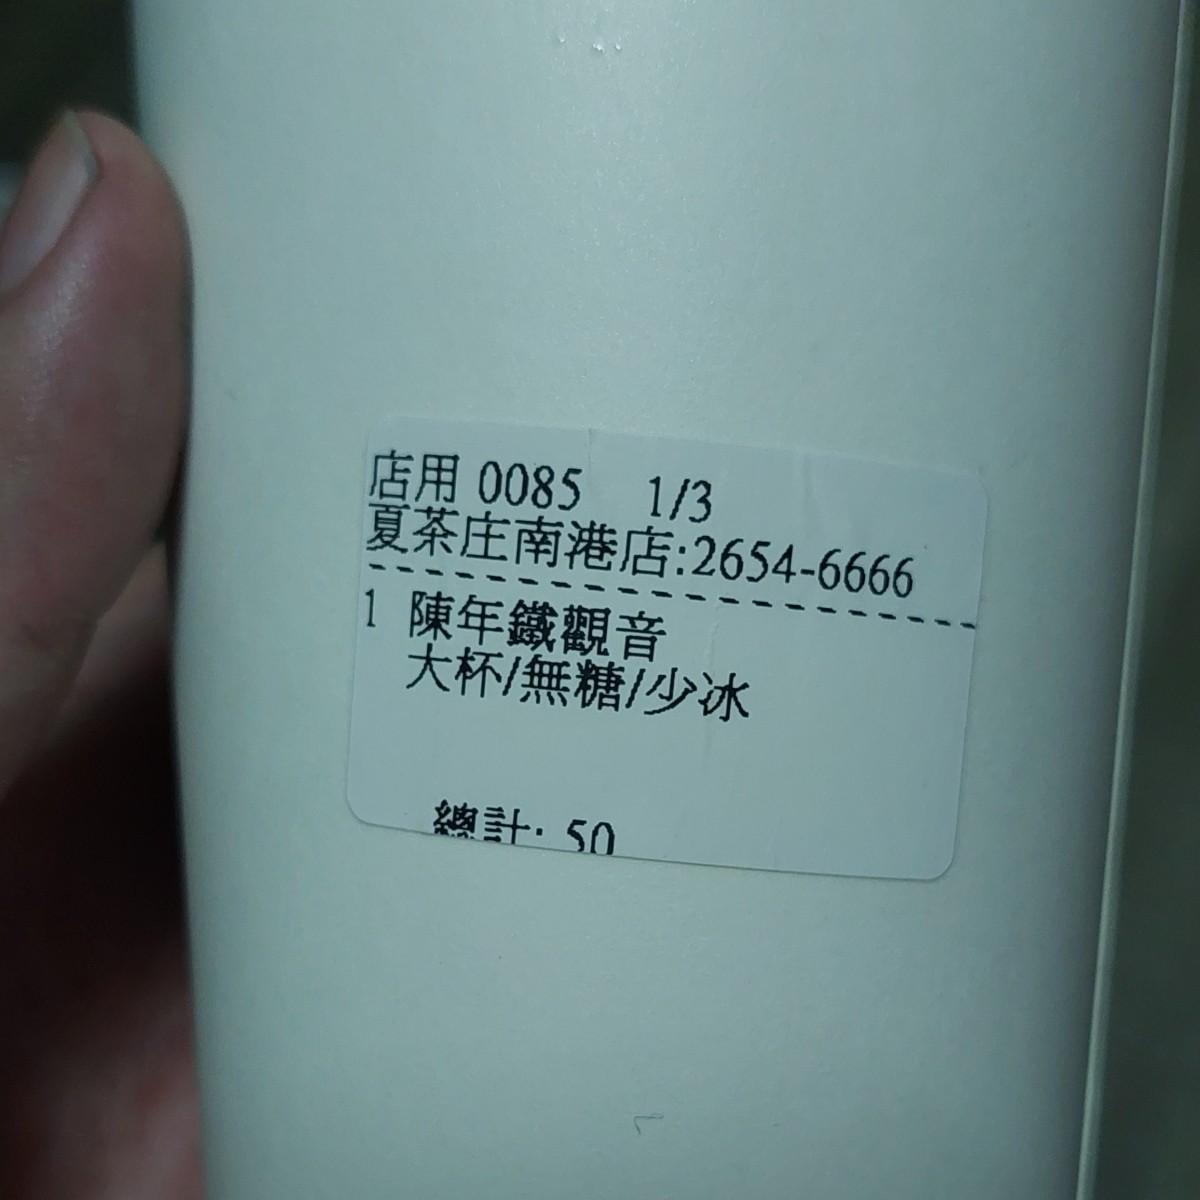 店用 0085 1/3
夏茶庄南港店:2654-6666
1 陳年鐵觀音
大杯/無糖/少冰
總計: 50